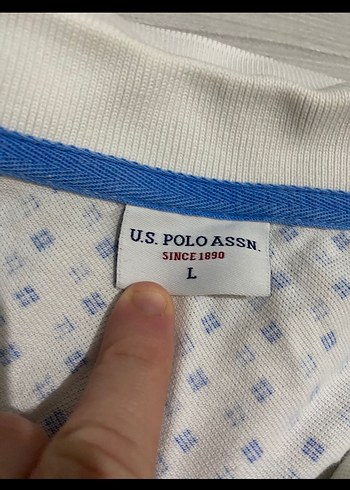 U.S. POLO ASSN.
SINCE 1890
L